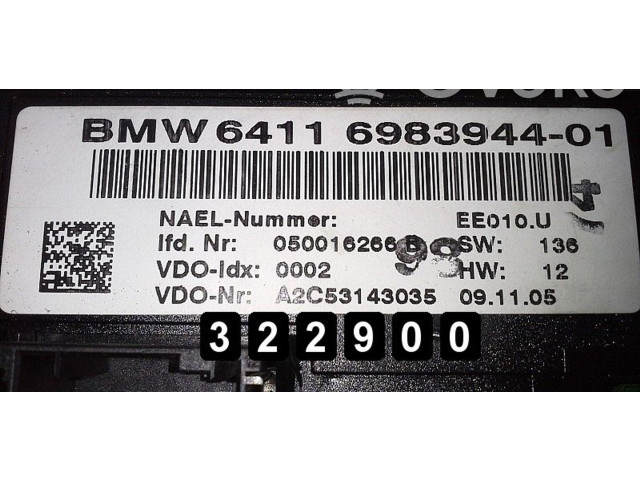 BMW 6411 6983944-01
NAEL-Nummer: EE010.U
lfd. Nr: 050016266 B SW: 136
98
VDO-Idx: 0002 HW: 12
VDO-Nr: A2C53143035 09.11.05
322900